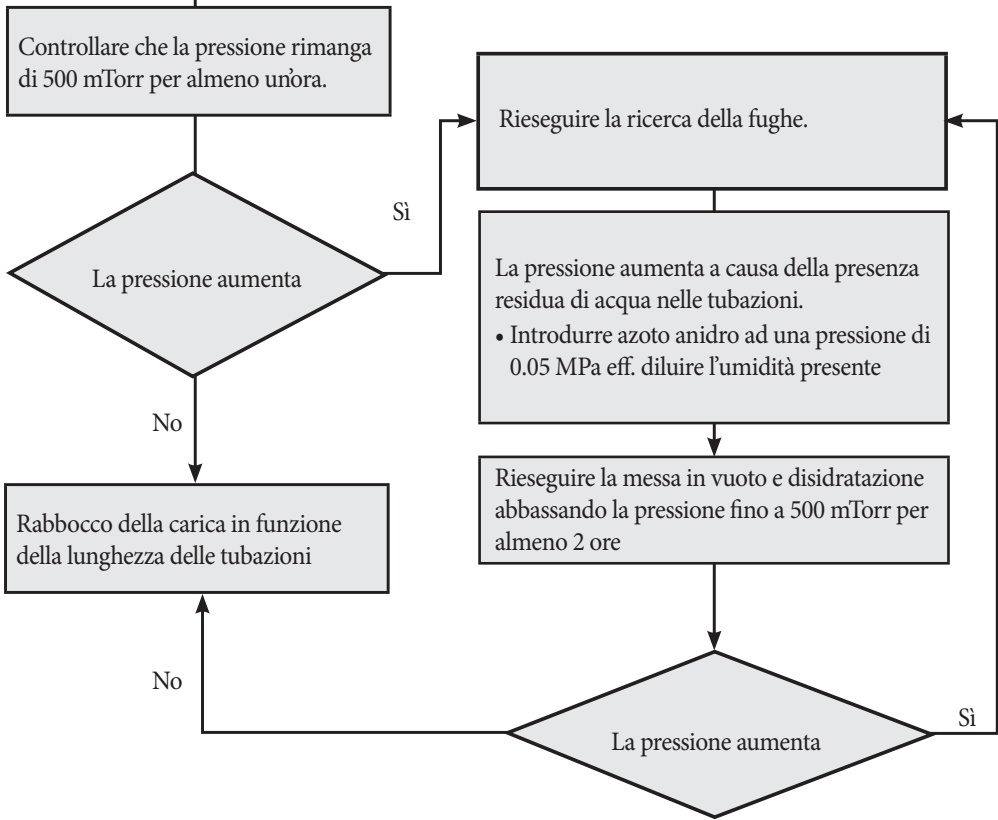 Controllare che la pressione rimanga
di 500 mTorr per almeno un'ora.
La pressione aumenta
Sì
No
Rabbocco della carica in funzione
della lunghezza delle tubazioni
Rieseguire la ricerca della fughe.
La pressione aumenta a causa della presenza
residua di acqua nelle tubazioni.
• Introdurre azoto anidro ad una pressione di
0.05 MPa eff. diluire l'umidità presente
Rieseguire la messa in vuoto e disidratazione
abbassando la pressione fino a 500 mTorr per
almeno 2 ore
La pressione aumenta
Sì
No